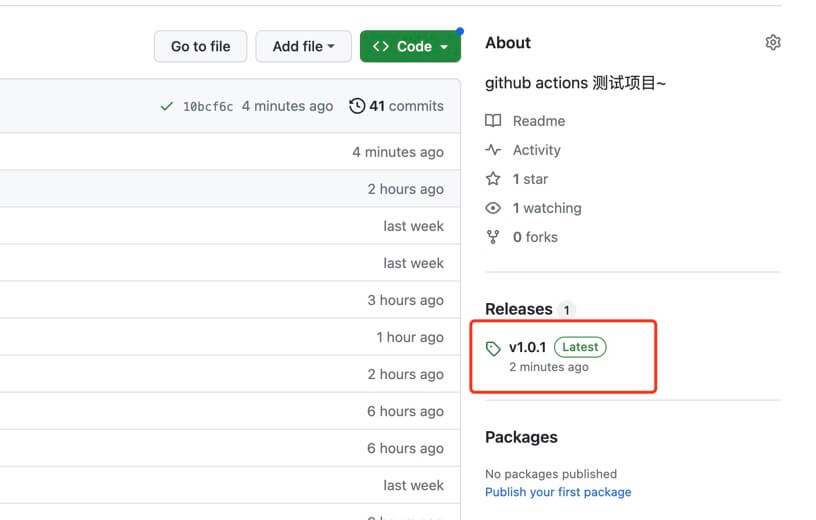 Go to file
Add file
Code
10bcf6c 4 minutes ago 41 commits
4 minutes ago
2 hours ago
last week
last week
3 hours ago
1 hour ago
2 hours ago
6 hours ago
6 hours ago
last week
About
github actions 测试项目~
Readme
Activity
1 star
1 watching
0 forks
Releases 1
v1.0.1 Latest
2 minutes ago
Packages
No packages published
Publish your first package